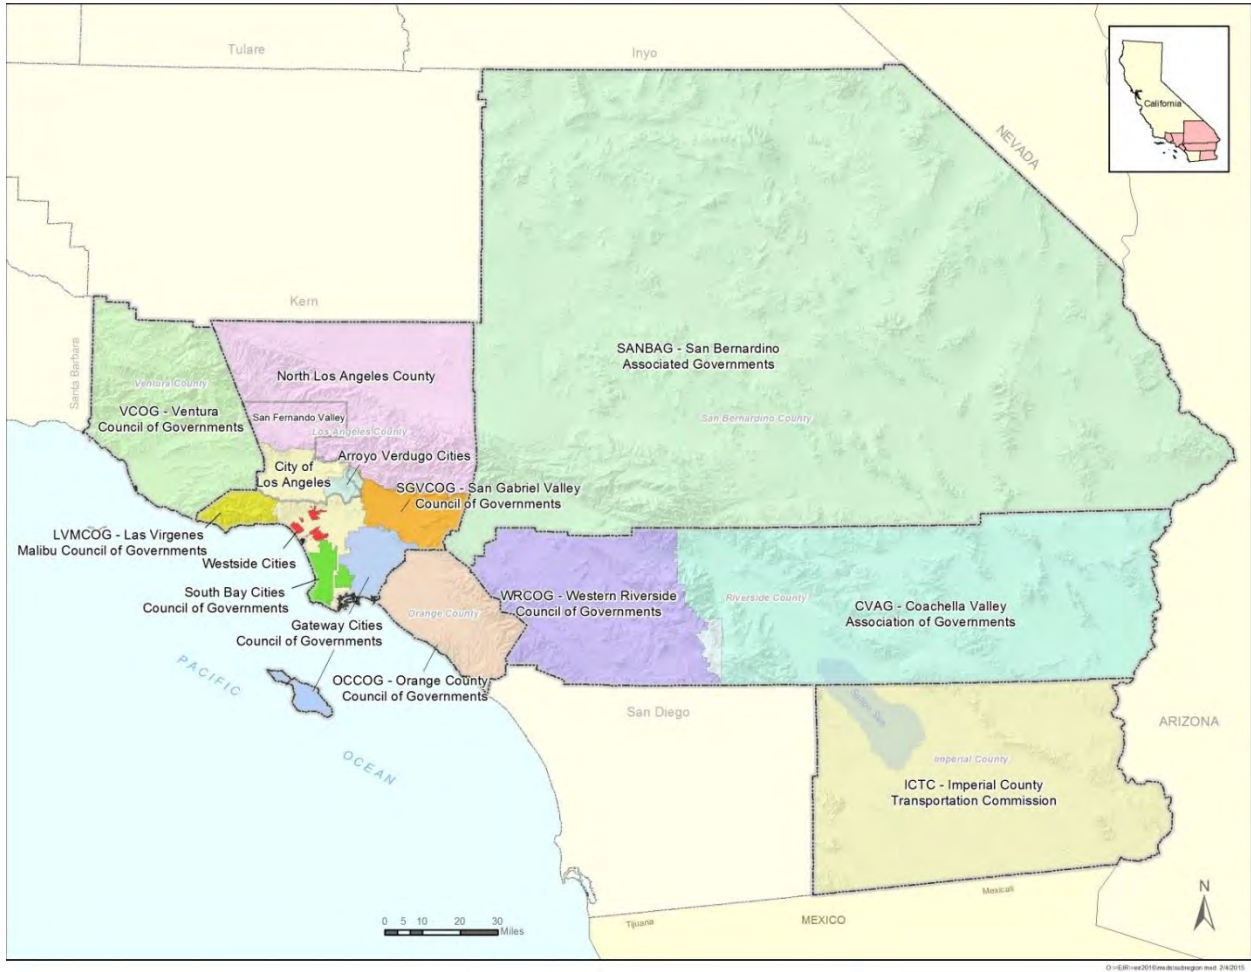 Tulare
Inyo
California
NEVADA
Kern
Santa Barbara
Ventura County
VCOG - Ventura
Council of Governments
North Los Angeles County
San Fernando Valley
Los Angeles County
SANBAG - San Bernardino
Associated Governments
San Bernardino County
City of
Los Angeles
Arroyo Verdugo Cities
SGVCOG - San Gabriel Valley
Council of Governments
LVMCOG - Las Virgenes
Malibu Council of Governments
Westside Cities
South Bay Cities
Council of Governments
Gateway Cities
Council of Governments
Orange County
OCCOG - Orange County
Council of Governments
WRCOG - Western Riverside
Council of Governments
Riverside County
CVAG - Coachella Valley
Association of Governments
PACIFIC
OCEAN
San Diego
Salton Sea
ARIZONA
Imperial County
ICTC - Imperial County
Transportation Commission
Mexicali
Tijuana
MEXICO
N
0 5 10 20 30
Miles